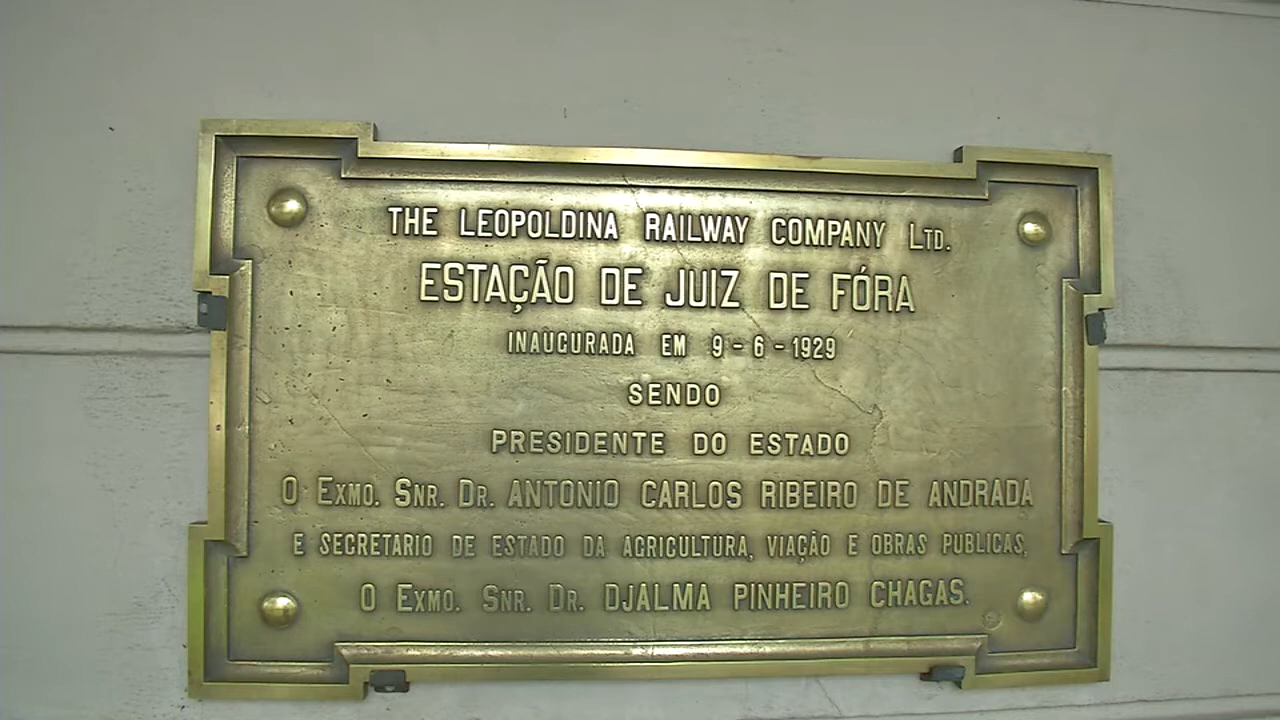 THE LEOPOLDINA RAILWAY COMPANY LTD.
ESTAÇÃO DE JUIZ DE FÓRA
INAUGURADA EM 9-6-1929
SENDO
PRESIDENTE DO ESTADO
O EXMO. SNR. DR. ANTONIO CARLOS RIBEIRO DE ANDRADA
E SECRETARIO DE ESTADO DA AGRICULTURA, VIAÇÃO E OBRAS PUBLICAS,
O EXMO. SNR. DR. DJALMA PINHEIRO CHAGAS.